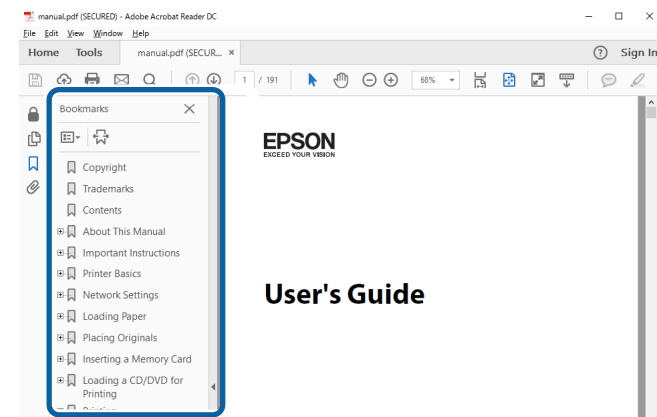 manual.pdf (SECURED) - Adobe Acrobat Reader DC
File Edit View Window Help
Home Tools manual.pdf (SECUR... × ? Sign In
1 / 191 68%
Bookmarks
EPSON
EXCEED YOUR VISION
Copyright
Trademarks
Contents
About This Manual
Important Instructions
Printer Basics
Network Settings
User's Guide
Loading Paper
Placing Originals
Inserting a Memory Card
Loading a CD/DVD for
Printing